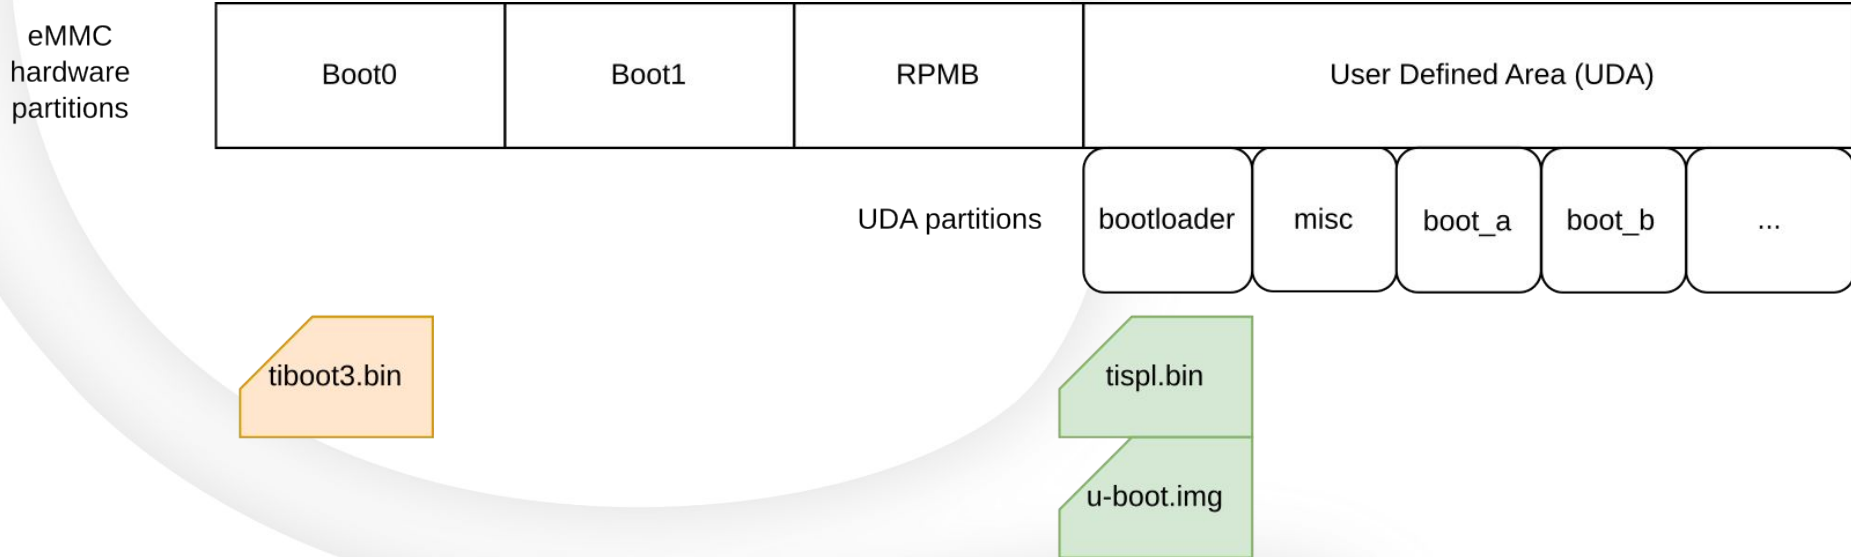 eMMC
hardware
partitions
Boot0
Boot1
RPMB
User Defined Area (UDA)
UDA partitions
bootloader
misc
boot_a
boot_b
...
tiboot3.bin
tispl.bin
u-boot.img